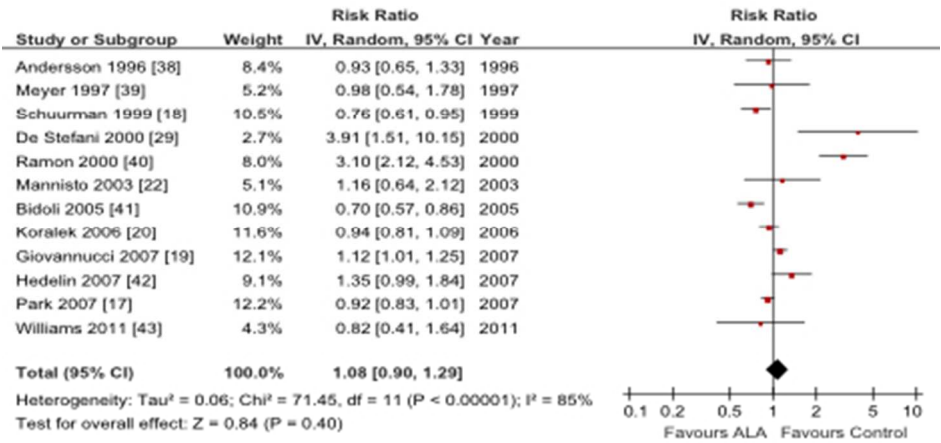 Risk Ratio Risk Ratio
Study or Subgroup Weight IV, Random, 95% CI Year IV, Random, 95% CI
Andersson 1996 [38] 8.4% 0.93 [0.65, 1.33] 1996
Meyer 1997 [39] 5.2% 0.98 [0.54, 1.78] 1997
Schuurman 1999 [18] 10.5% 0.76 [0.61, 0.95] 1999
De Stefani 2000 [29] 2.7% 3.91 [1.51, 10.15] 2000
Ramon 2000 [40] 8.0% 3.10 [2.12, 4.53] 2000
Mannisto 2003 [22] 5.1% 1.16 [0.64, 2.12] 2003
Bidoli 2005 [41] 10.9% 0.70 [0.57, 0.86] 2005
Koralek 2006 [20] 11.6% 0.94 [0.81, 1.09] 2006
Giovannucci 2007 [19] 12.1% 1.12 [1.01, 1.25] 2007
Hedelin 2007 [42] 9.1% 1.35 [0.99, 1.84] 2007
Park 2007 [17] 12.2% 0.92 [0.83, 1.01] 2007
Williams 2011 [43] 4.3% 0.82 [0.41, 1.64] 2011
Total (95% CI) 100.0% 1.08 [0.90, 1.29]
Heterogeneity: Tau² = 0.06; Chi² = 71.45, df = 11 (P < 0.00001); I² = 85%
Test for overall effect: Z = 0.84 (P = 0.40)
0.1 0.2 0.5 1 2 5 10
Favours ALA Favours Control